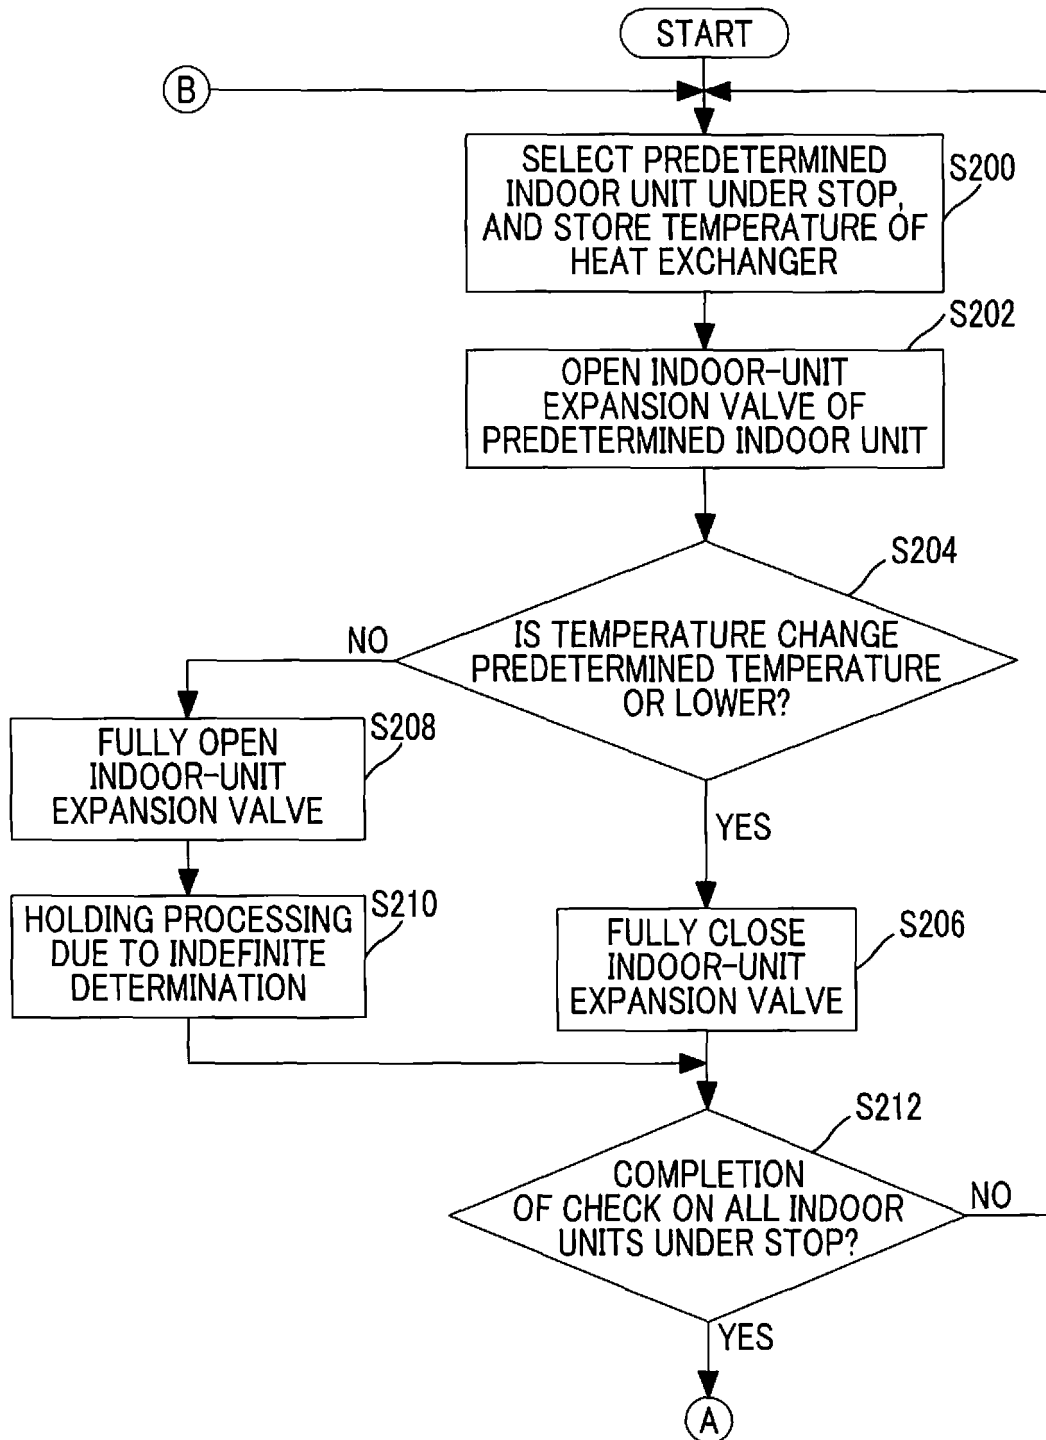 START
B
SELECT PREDETERMINED
INDOOR UNIT UNDER STOP,
AND STORE TEMPERATURE OF
HEAT EXCHANGER
S200
S202
OPEN INDOOR-UNIT
EXPANSION VALVE OF
PREDETERMINED INDOOR UNIT
S204
IS TEMPERATURE CHANGE
PREDETERMINED TEMPERATURE
OR LOWER?
NO
YES
S208
FULLY OPEN
INDOOR-UNIT
EXPANSION VALVE
S210
HOLDING PROCESSING
DUE TO INDEFINITE
DETERMINATION
S206
FULLY CLOSE
INDOOR-UNIT
EXPANSION VALVE
S212
COMPLETION
OF CHECK ON ALL INDOOR
UNITS UNDER STOP?
NO
YES
A